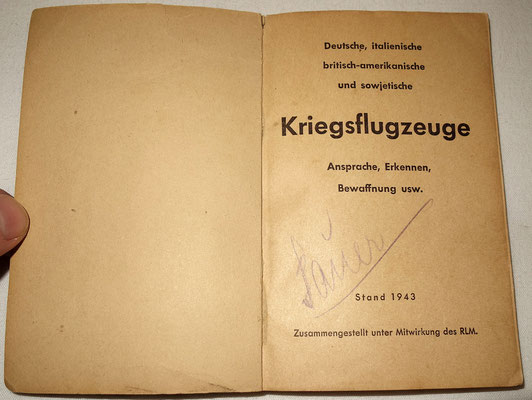 Deutsche, italienische
britisch-amerikanische
und sowjetische
Kriegsflugzeuge
Ansprache, Erkennen,
Bewaffnung usw.
Stand 1943
Zusammengestellt unter Mitwirkung des RLM.